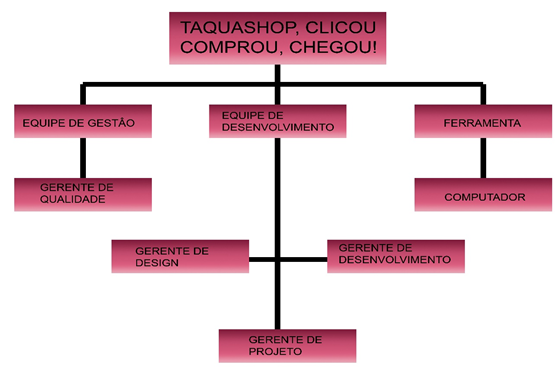 TAQUASHOP, CLICOU
COMPROU, CHEGOU!
EQUIPE DE GESTÃO
EQUIPE DE
DESENVOLVIMENTO
FERRAMENTA
GERENTE DE
QUALIDADE
COMPUTADOR
GERENTE DE
DESIGN
GERENTE DE
DESENVOLVIMENTO
GERENTE DE
PROJETO